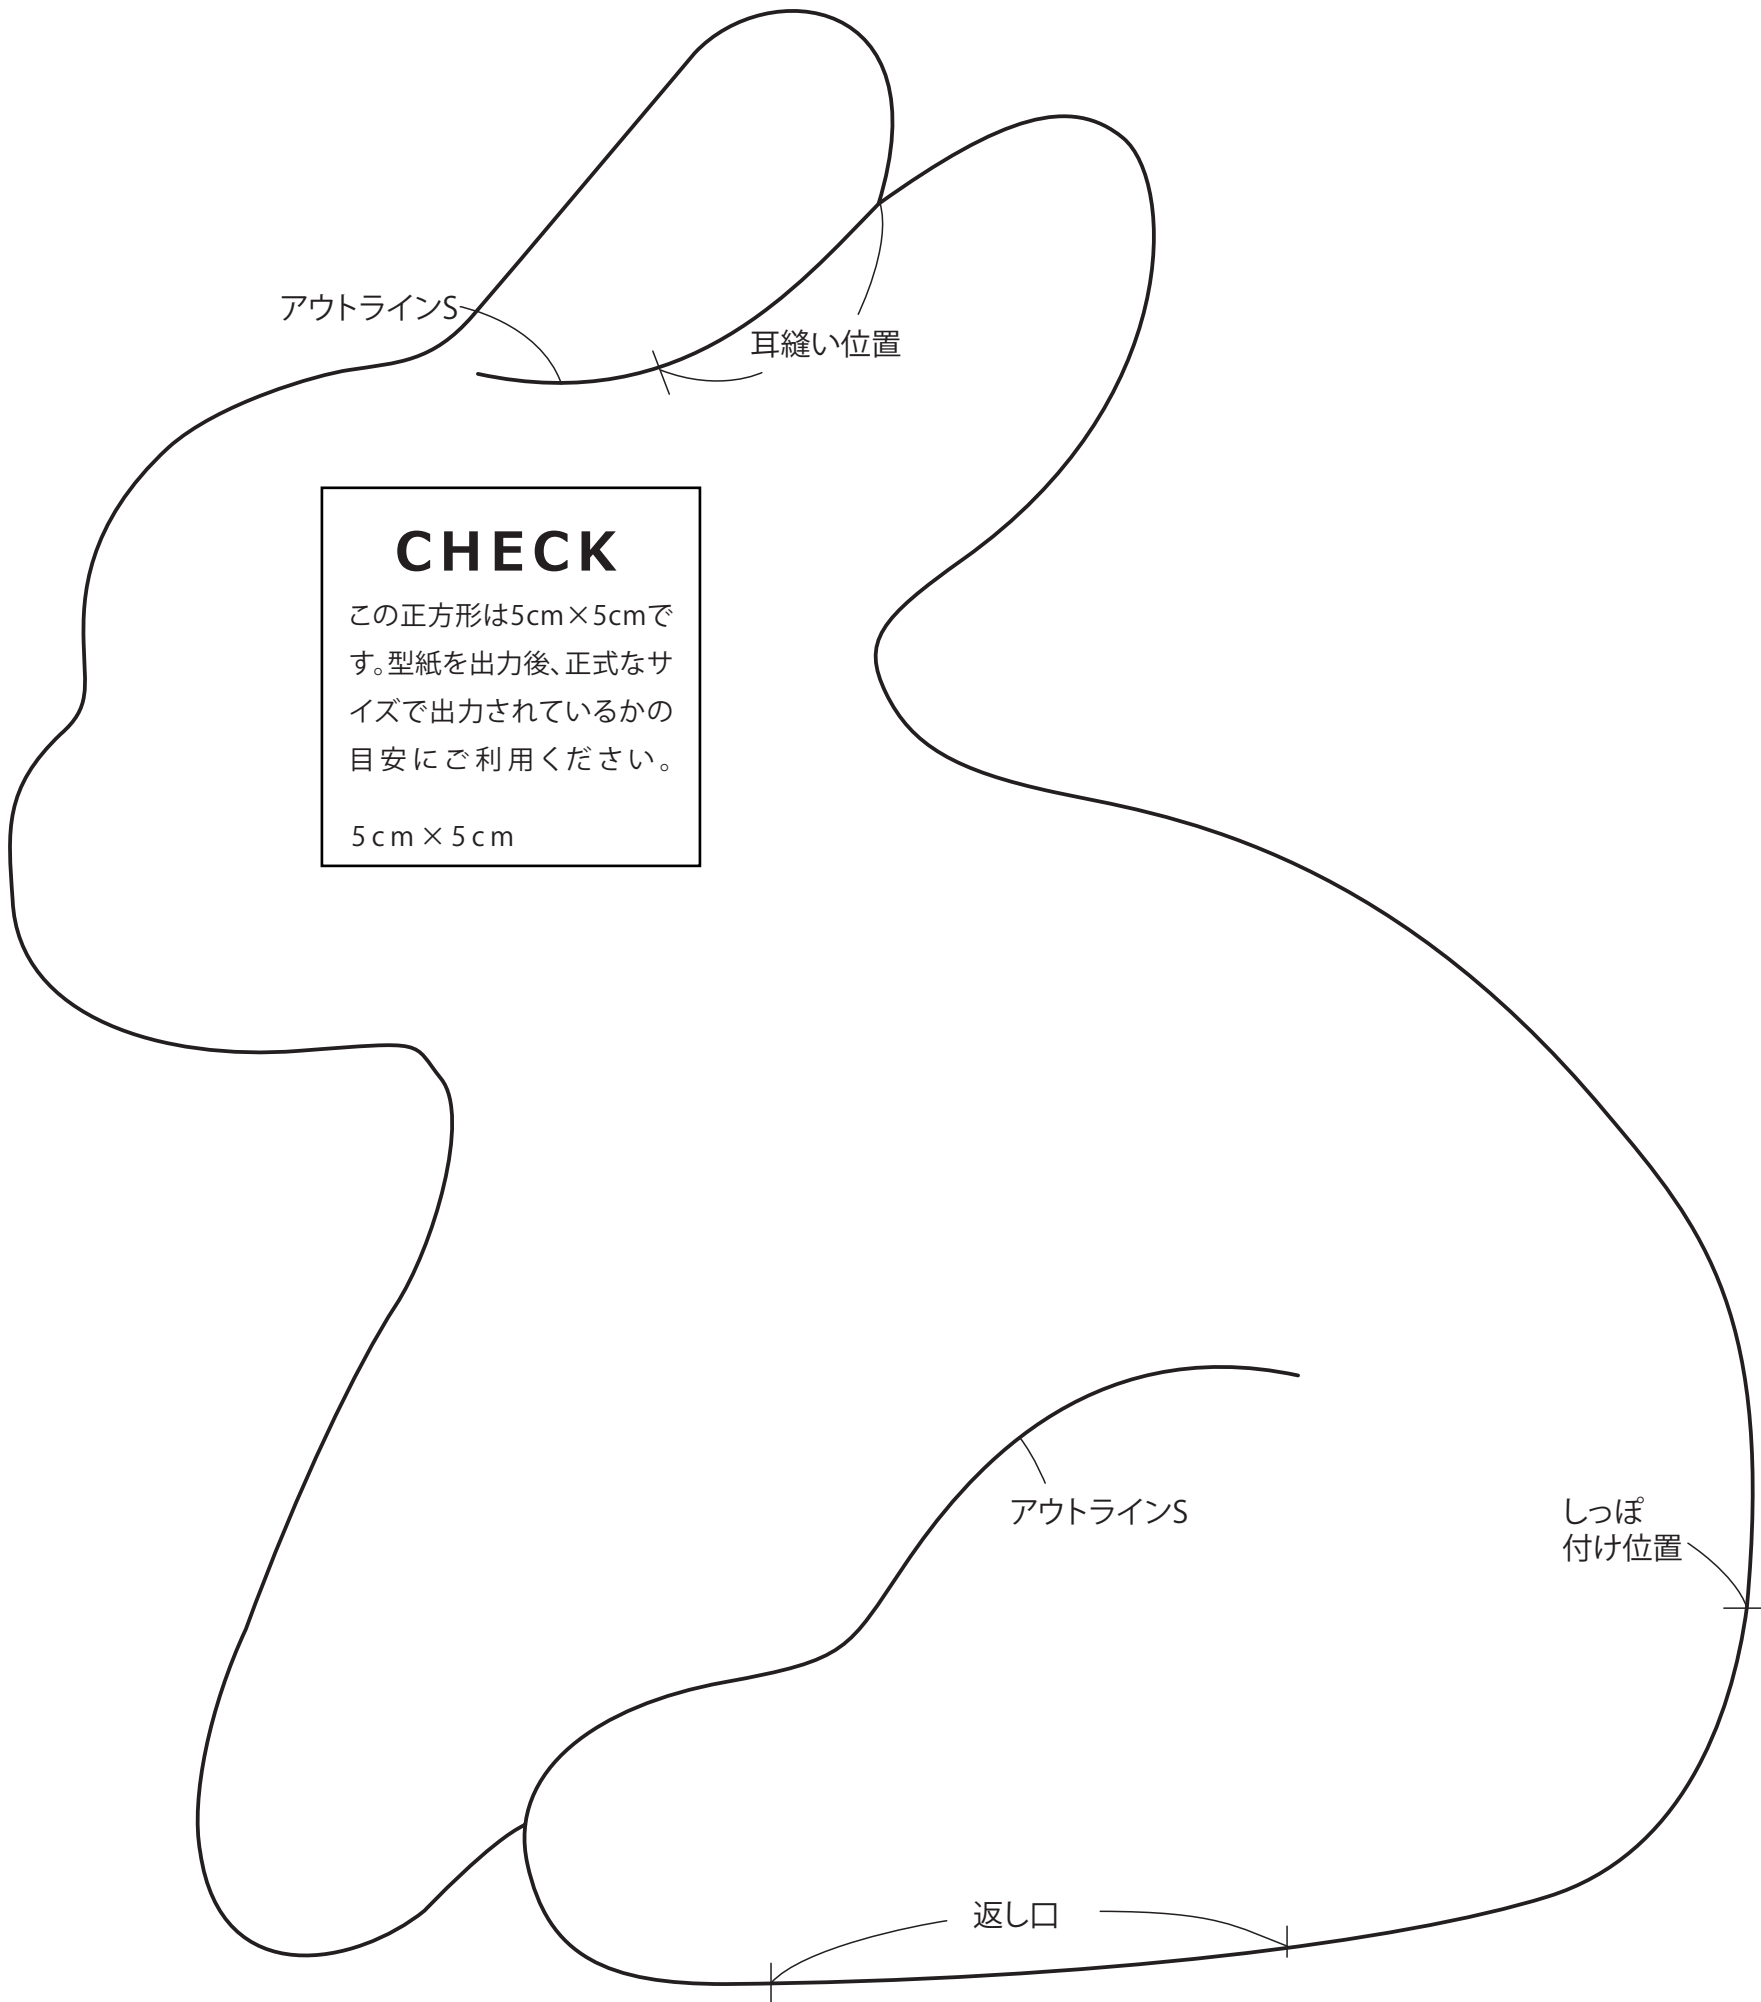 アウトラインS
耳縫い位置
CHECK
この正方形は5cm×5cmで
す。型紙を出力後、正式なサ
イズで出力されているかの
目安にご利用ください。
5cm×5cm
アウトラインS
しっぽ
付け位置
返し口